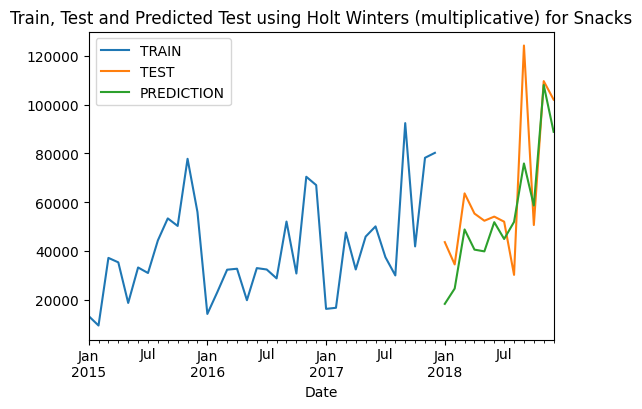 Train, Test and Predicted Test using Holt Winters (multiplicative) for Snacks
TRAIN
TEST
PREDICTION
120000
100000
80000
60000
40000
20000
Jan Jul Jan Jul Jan Jul Jan Jul
2015 2016 2017 2018
Date